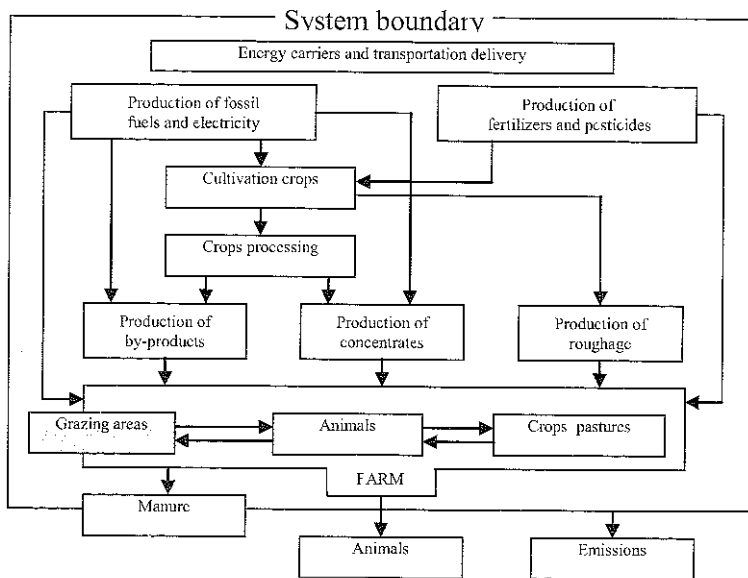 System boundary
Energy carriers and transportation delivery
Production of fossil
fuels and electricity
Production of
fertilizers and pesticides
Cultivation crops
Crops processing
Production of
by-products
Production of
concentrates
Production of
roughage
Grazing areas
Animals
Crops pastures
FARM
Manure
Animals
Emissions